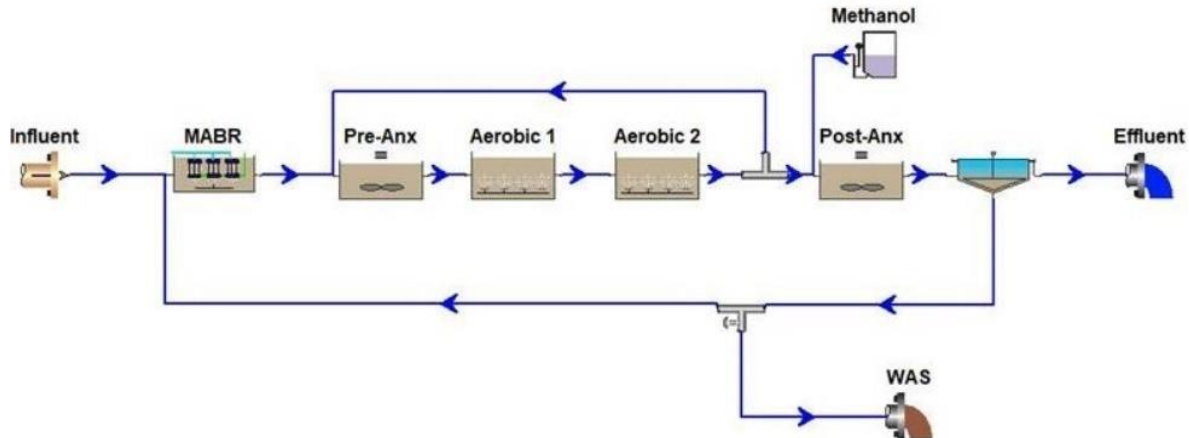 Methanol
Influent
MABR
Pre-Anx
Aerobic 1
Aerobic 2
Post-Anx
Effluent
WAS